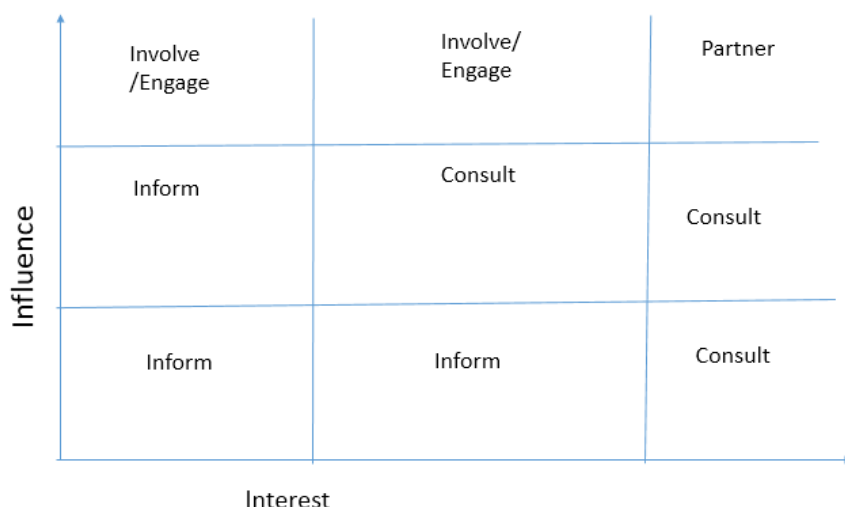 Involve
/Engage
Involve/
Engage
Partner
Inform
Consult
Consult
Influence
Inform
Inform
Consult
Interest